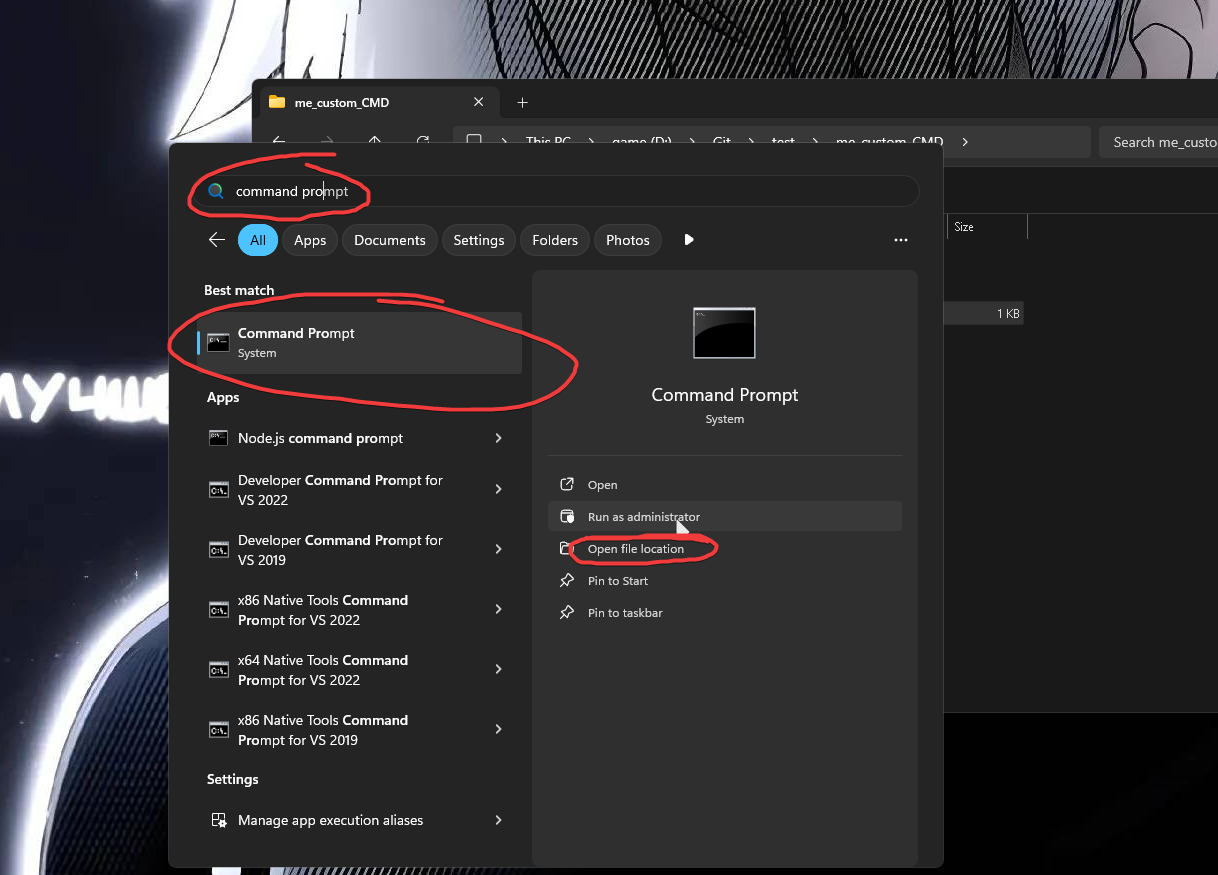 me_custom_CMD
This PC > game (D:) > Git > test > me_custom_CMD >
Search me_custo
command prompt
Size
All
Apps
Documents
Settings
Folders
Photos
Best match
1 KB
Command Prompt
System
Command Prompt
System
Apps
Node.js command prompt
Developer Command Prompt for
VS 2022
Developer Command Prompt for
VS 2019
x86 Native Tools Command
Prompt for VS 2022
x64 Native Tools Command
Prompt for VS 2022
x86 Native Tools Command
Prompt for VS 2019
Settings
Manage app execution aliases
Open
Run as administrator
Open file location
Pin to Start
Pin to taskbar